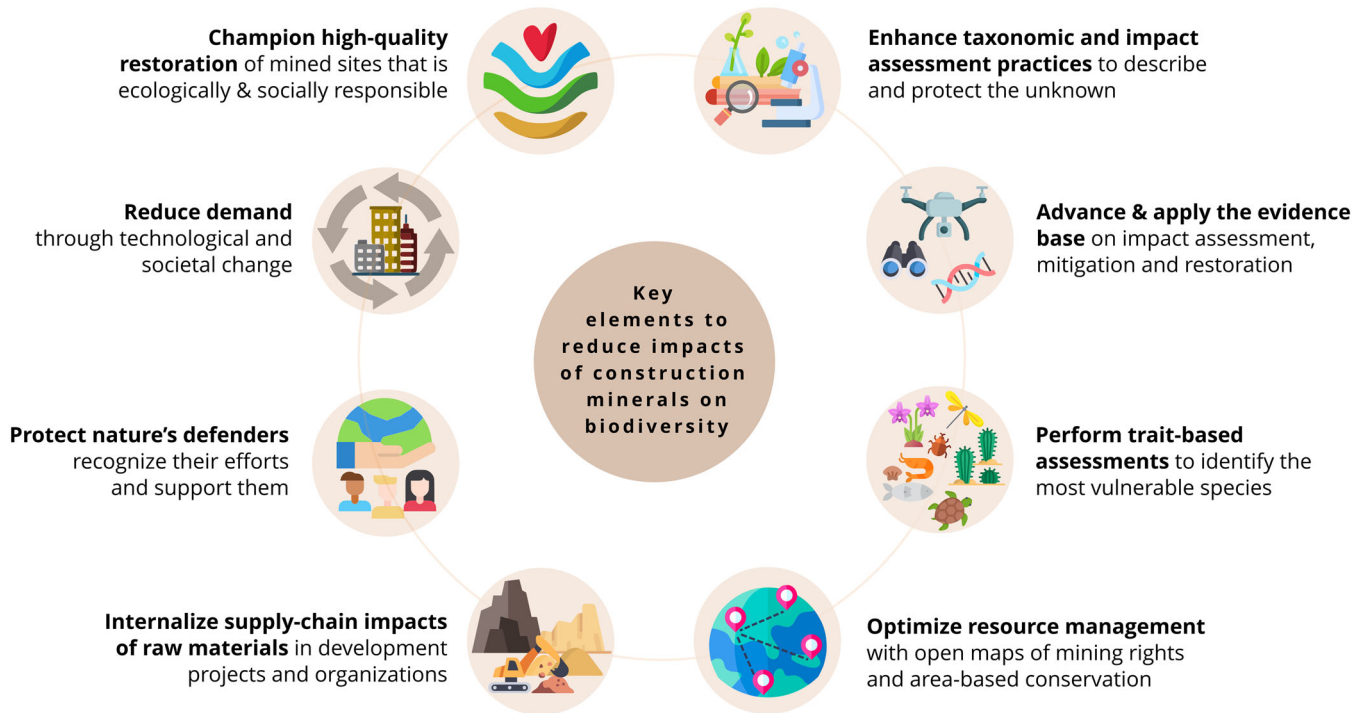 Key
elements to
reduce impacts
of construction
minerals on
biodiversity
Enhance taxonomic and impact
assessment practices to describe
and protect the unknown
Advance & apply the evidence
base on impact assessment,
mitigation and restoration
Perform trait-based
assessments to identify the
most vulnerable species
Optimize resource management
with open maps of mining rights
and area-based conservation
Internalize supply-chain impacts
of raw materials in development
projects and organizations
Protect nature’s defenders
recognize their efforts
and support them
Reduce demand
through technological and
societal change
Champion high-quality
restoration of mined sites that is
ecologically & socially responsible